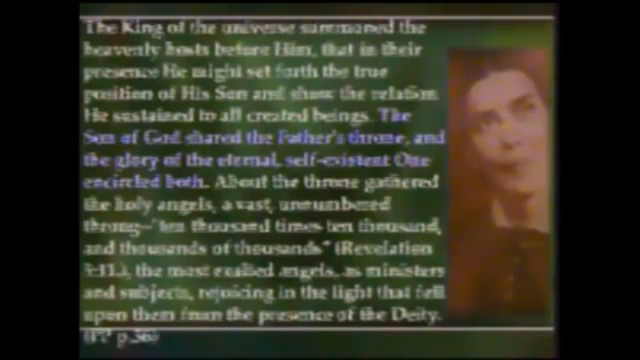 The King of the universe summoned the
heavenly hosts before Him, that in their
presence He might set forth the true
position of His Son and show the relation
He sustained to all created beings. The
Son of God shared the Father's throne, and
the glory of the eternal, self-existent One
encircled both. About the throne gathered
the holy angels, a vast, unnumbered
throng--"ten thousand times ten thousand,
and thousands of thousands" (Revelation
5:11.), the most exalted angels, as ministers
and subjects, rejoicing in the light that fell
upon them from the presence of the Deity.
(PP p.36)